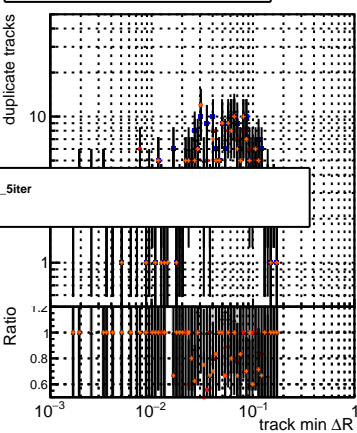 duplicate tracks
10
_5iter
1
Ratio
1.2
1
0.8
0.6
10⁻³ 10⁻² 10⁻¹ 1
track min ΔR